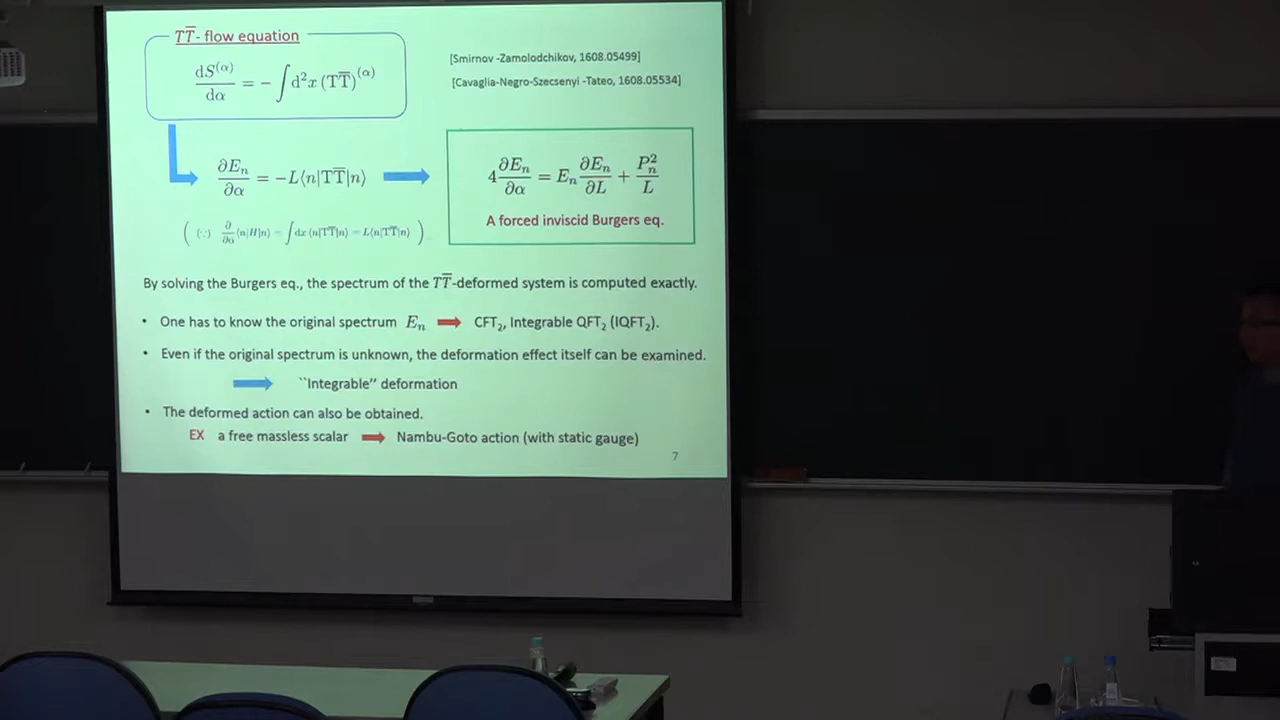 TT̅- flow equation
dS^(α)/dα = − ∫ d²x (TT̅)^(α)
[Smirnov -Zamolodchikov, 1608.05499]
[Cavaglia-Negro-Szecsenyi -Tateo, 1608.05534]
∂E_n/∂α = −L⟨n|TT̅|n⟩
4 ∂E_n/∂α = E_n ∂E_n/∂L + P_n²/L
A forced inviscid Burgers eq.
( (∵) ∂/∂α ⟨n|H|n⟩ = ∫dx ⟨n|TT̅|n⟩ = L⟨n|TT̅|n⟩ )
By solving the Burgers eq., the spectrum of the TT̅-deformed system is computed exactly.
• One has to know the original spectrum E_n ➡ CFT₂, Integrable QFT₂ (IQFT₂).
• Even if the original spectrum is unknown, the deformation effect itself can be examined.
➡ ``Integrable'' deformation
• The deformed action can also be obtained.
EX a free massless scalar ➡ Nambu-Goto action (with static gauge)
7